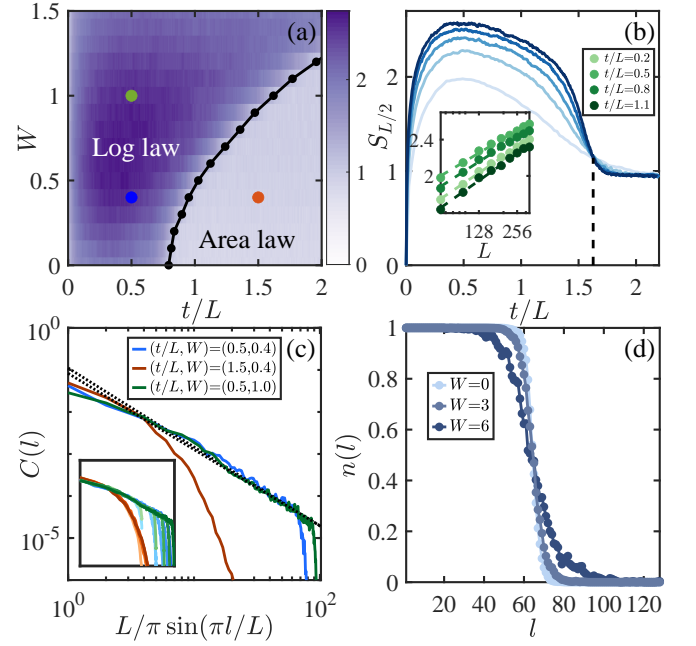 (a)
W
1
0.5
0
0
0.5
1
1.5
2
t/L
Log law
Area law
2
1
0
(b)
S_{L/2}
2
1
0
0
0.5
1
1.5
2
t/L
t/L=0.2
t/L=0.5
t/L=0.8
t/L=1.1
2.4
2
128
256
L
(c)
C(l)
10^0
10^{-5}
10^0
10^2
L/π sin(πl/L)
(t/L, W)=(0.5,0.4)
(t/L, W)=(1.5,0.4)
(t/L, W)=(0.5,1.0)
(d)
n(l)
1
0.8
0.6
0.4
0.2
0
20
40
60
80
100
120
l
W=0
W=3
W=6